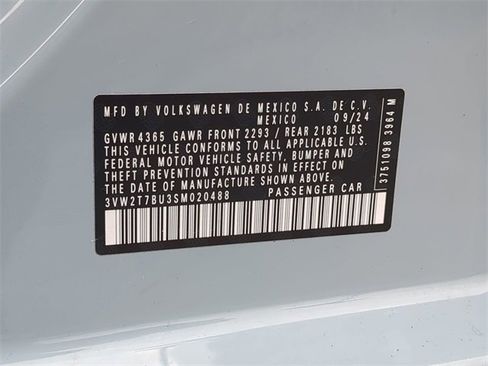 MFD BY VOLKSWAGEN DE MEXICO S.A. DE C.V.
MEXICO 09/24
GVWR 4365 GAWR FRONT 2293 / REAR 2183 LBS
THIS VEHICLE CONFORMS TO ALL APPLICABLE U.S.
FEDERAL MOTOR VEHICLE SAFETY, BUMPER AND
THEFT PREVENTION STANDARDS IN EFFECT ON
THE DATE OF MANUFACTURE SHOWN ABOVE
3VW2T7BU3SM020488 PASSENGER CAR
3751098 3964 M